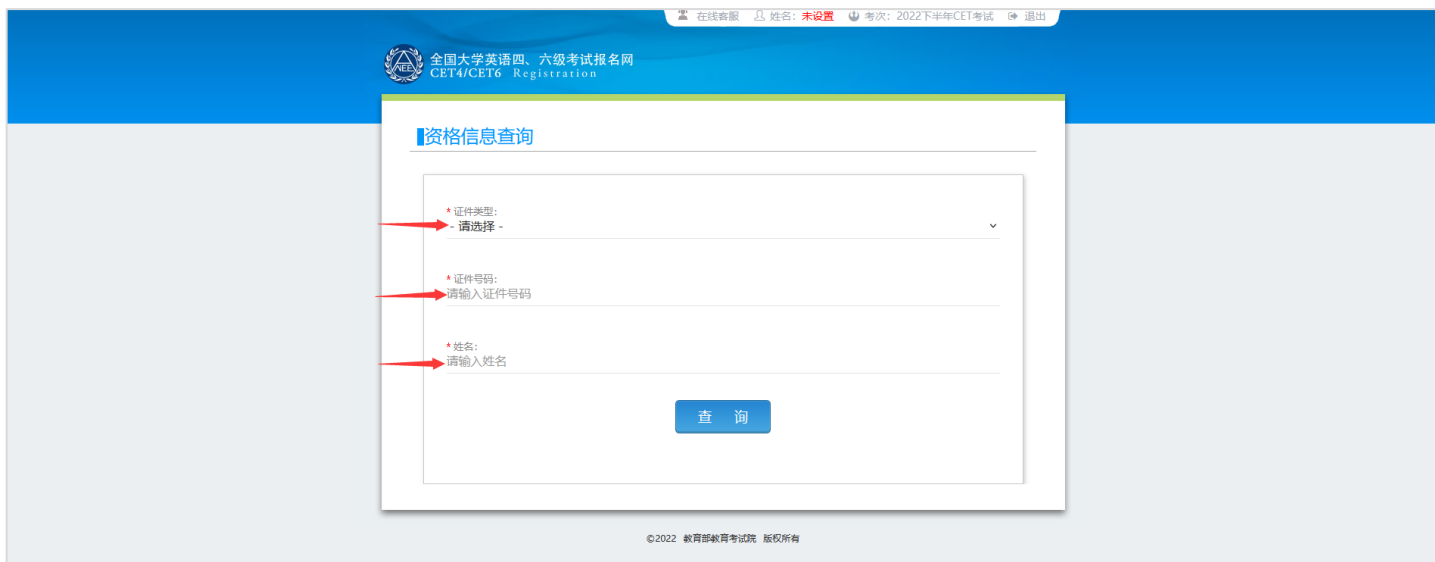 在线客服 姓名：未设置 考次：2022下半年CET考试 退出
NEE
全国大学英语四、六级考试报名网
CET4/CET6 Registration
资格信息查询
* 证件类型：
- 请选择 -
* 证件号码：
请输入证件号码
* 姓名：
请输入姓名
查 询
©2022 教育部教育考试院 版权所有